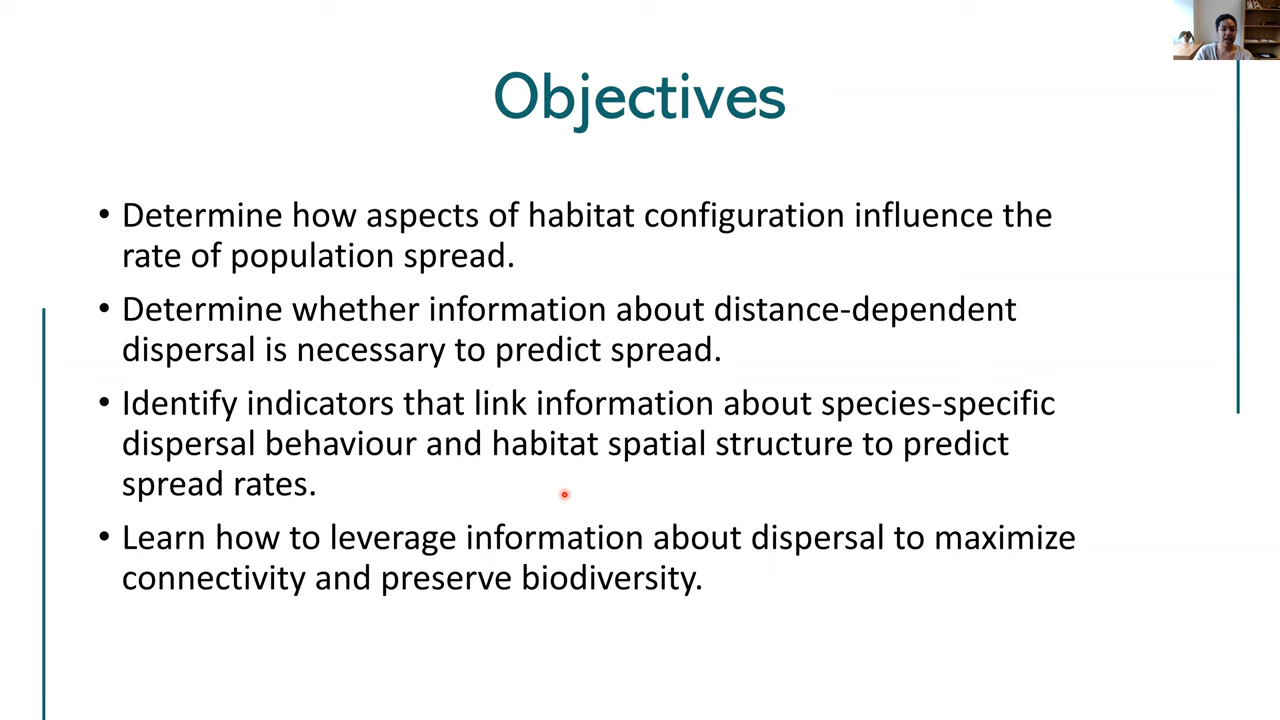 Objectives
• Determine how aspects of habitat configuration influence the
rate of population spread.
• Determine whether information about distance-dependent
dispersal is necessary to predict spread.
• Identify indicators that link information about species-specific
dispersal behaviour and habitat spatial structure to predict
spread rates.
• Learn how to leverage information about dispersal to maximize
connectivity and preserve biodiversity.